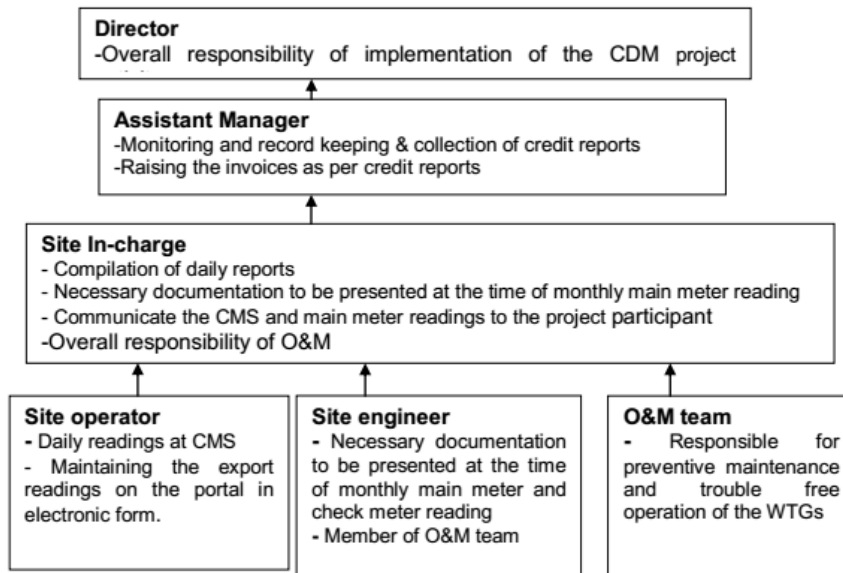 Director
-Overall responsibility of implementation of the CDM project
Assistant Manager
-Monitoring and record keeping & collection of credit reports
-Raising the invoices as per credit reports
Site In-charge
- Compilation of daily reports
- Necessary documentation to be presented at the time of monthly main meter reading
- Communicate the CMS and main meter readings to the project participant
-Overall responsibility of O&M
Site operator
- Daily readings at CMS
- Maintaining the export
readings on the portal in
electronic form.
Site engineer
- Necessary documentation
to be presented at the time
of monthly main meter and
check meter reading
- Member of O&M team
O&M team
- Responsible for
preventive maintenance
and trouble free
operation of the WTGs